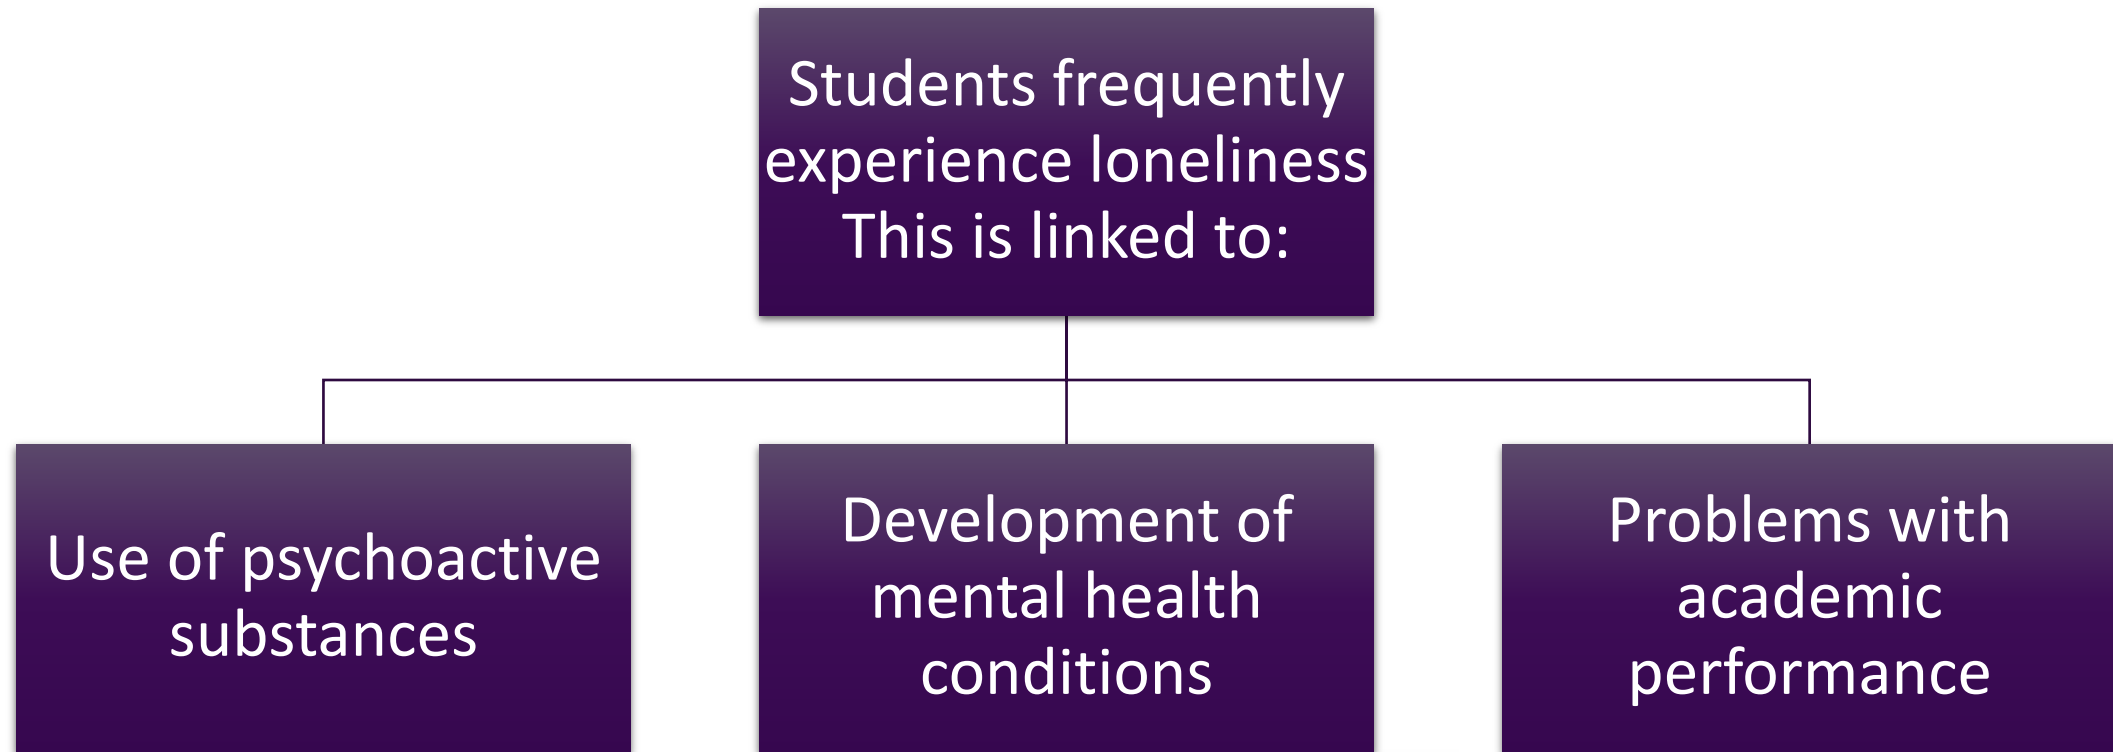 Students frequently
experience loneliness
This is linked to:
Use of psychoactive
substances
Development of
mental health
conditions
Problems with
academic
performance